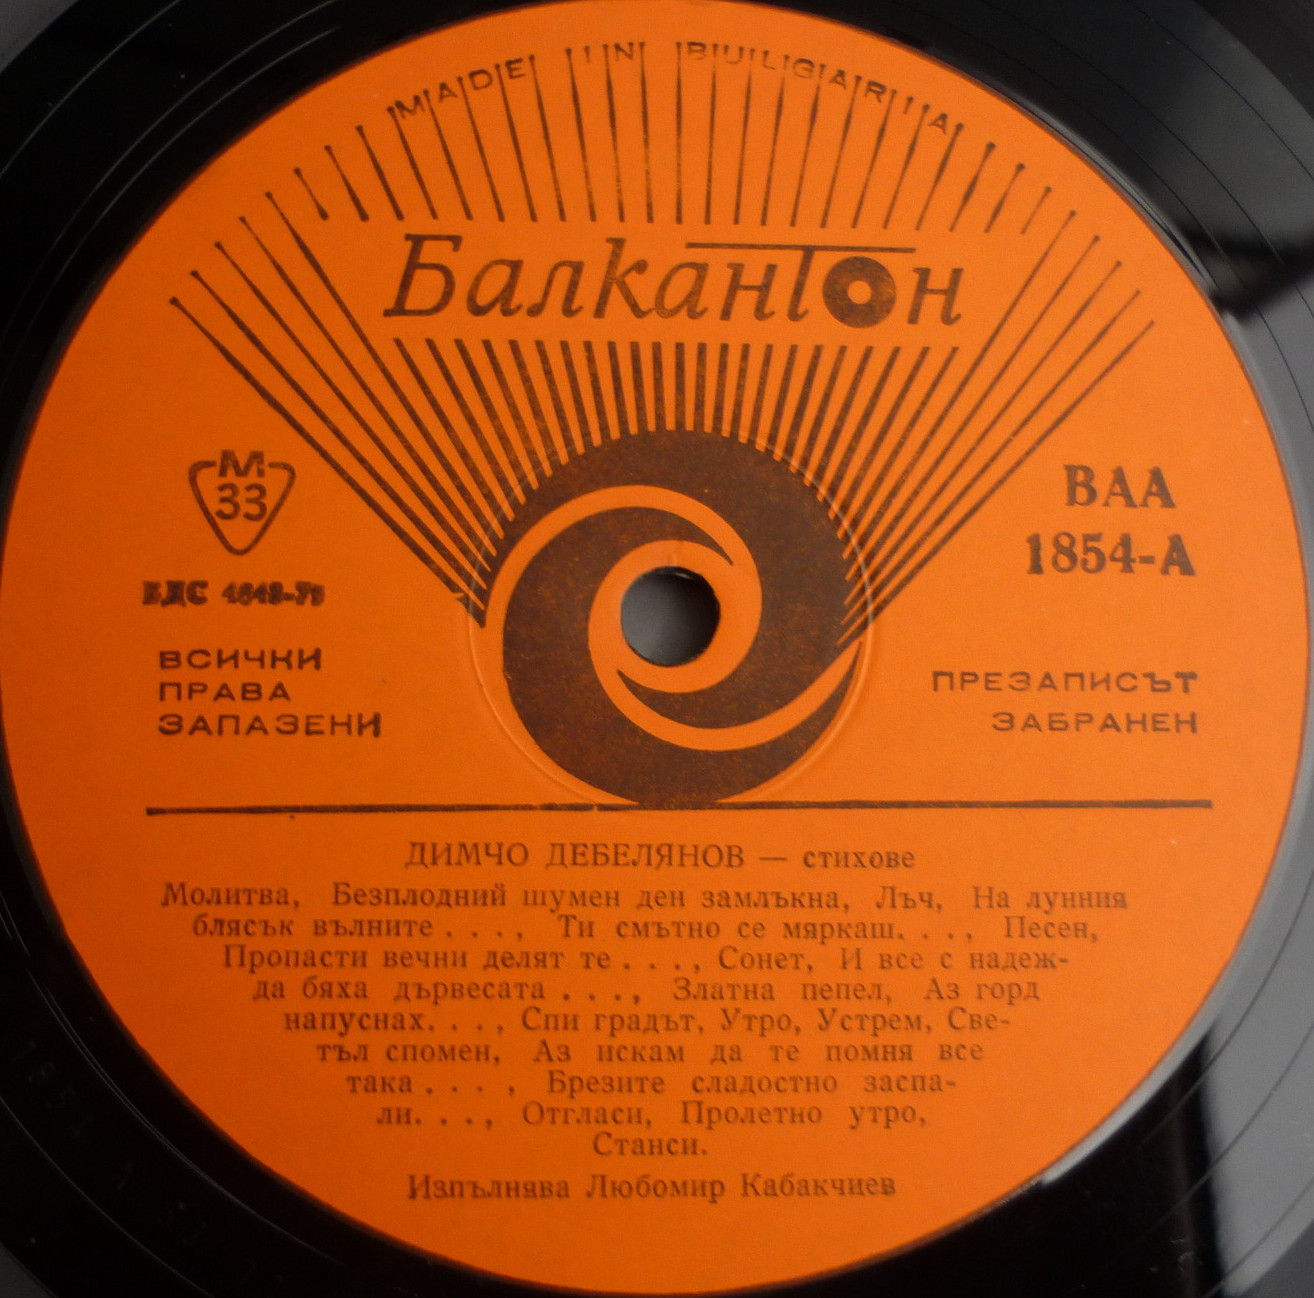 MADE IN BULGARIA
Балкантон
М
33
ВАА
1854-А
БДС
ВСИЧКИ
ПРАВА
ЗАПАЗЕНИ
ПРЕЗАПИСЪТ
ЗАБРАНЕН
ДИМЧО ДЕБЕЛЯНОВ — стихове
Молитва, Безплодний шумен ден замлъкна, Лъч, На лунния
блясък вълните . . . , Ти смътно се мяркаш. . . , Песен,
Пропасти вечни делят те . . . , Сонет, И все с надеж-
да бяха дървесата . . . , Златна пепел, Аз горд
напуснах. . . , Спи градът, Утро, Устрем, Све-
тъл спомен, Аз искам да те помня все
така . . . , Брезите сладостно заспа-
ли. . . , Отгласи, Пролетно утро,
Станси.
Изпълнява Любомир Кабакчиев